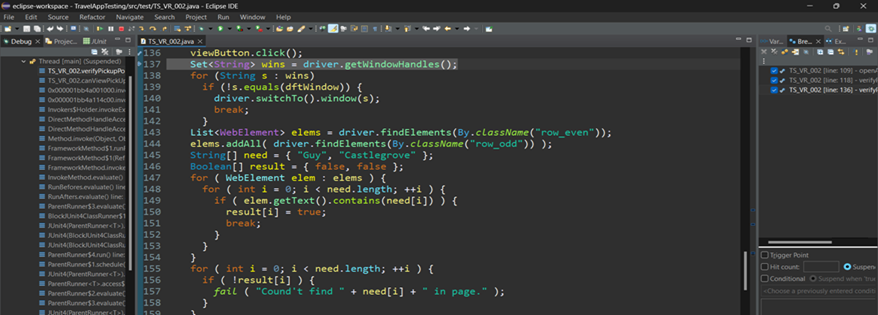 eclipse-workspace - TravelAppTesting/src/test/TS_VR_002.java - Eclipse IDE
File Edit Source Refactor Navigate Search Project Run Window Help
Debug
Projec...
JUnit
TS_VR_002.java
Var...
Bre...
Ex...
Thread [main] (Suspended)
TS_VR_002.verifyPickupPo
TS_VR_002.canViewPickUp
0x000001bb4a001000.invo
0x000001bb4a114c00.invo
Invokers$Holder.invokeEx
DirectMethodHandleAcce
DirectMethodHandleAcce
Method.invoke(Object, Ob
FrameworkMethod$1.runR
FrameworkMethod$1(Ref
FrameworkMethod.invoke
InvokeMethod.evaluate()
RunBefores.evaluate() line:
RunAfters.evaluate() line:
ParentRunner$3.evaluate()
BlockJUnit4ClassRunner$1
ParentRunner<T>.
JUnit4(BlockJUnit4ClassR
JUnit4(BlockJUnit4ClassR
ParentRunner$4.run() line:
ParentRunner$1.schedule(
JUnit4(ParentRunner<T>.
ParentRunner<T>.access$
ParentRunner$2.evaluate()
ParentRunner$3.evaluate()
JUnit4(ParentRunner<T>).
136 viewButton.click();
137 Set<String> wins = driver.getWindowHandles();
138 for (String s : wins)
139 if (!s.equals(dftWindow)) {
140 driver.switchTo().window(s);
141 break;
142 }
143 List<WebElement> elems = driver.findElements(By.className("row_even"));
144 elems.addAll( driver.findElements(By.className("row_odd")) );
145 String[] need = { "Guy", "Castlegrove" };
146 Boolean[] result = { false, false };
147 for ( WebElement elem : elems ) {
148 for ( int i = 0; i < need.length; ++i ) {
149 if ( elem.getText().contains(need[i]) ) {
150 result[i] = true;
151 break;
152 }
153 }
154 }
155 for ( int i = 0; i < need.length; ++i ) {
156 if ( !result[i] ) {
157 fail ( "Cound't find " + need[i] + " in page." );
158 }
159 }
TS_VR_002 [line: 109] - openA
TS_VR_002 [line: 118] - verify
TS_VR_002 [line: 136] - verify
Trigger Point
Hit count:
Suspen
Conditional
Suspend when 'true'
<Choose a previously entered conditi